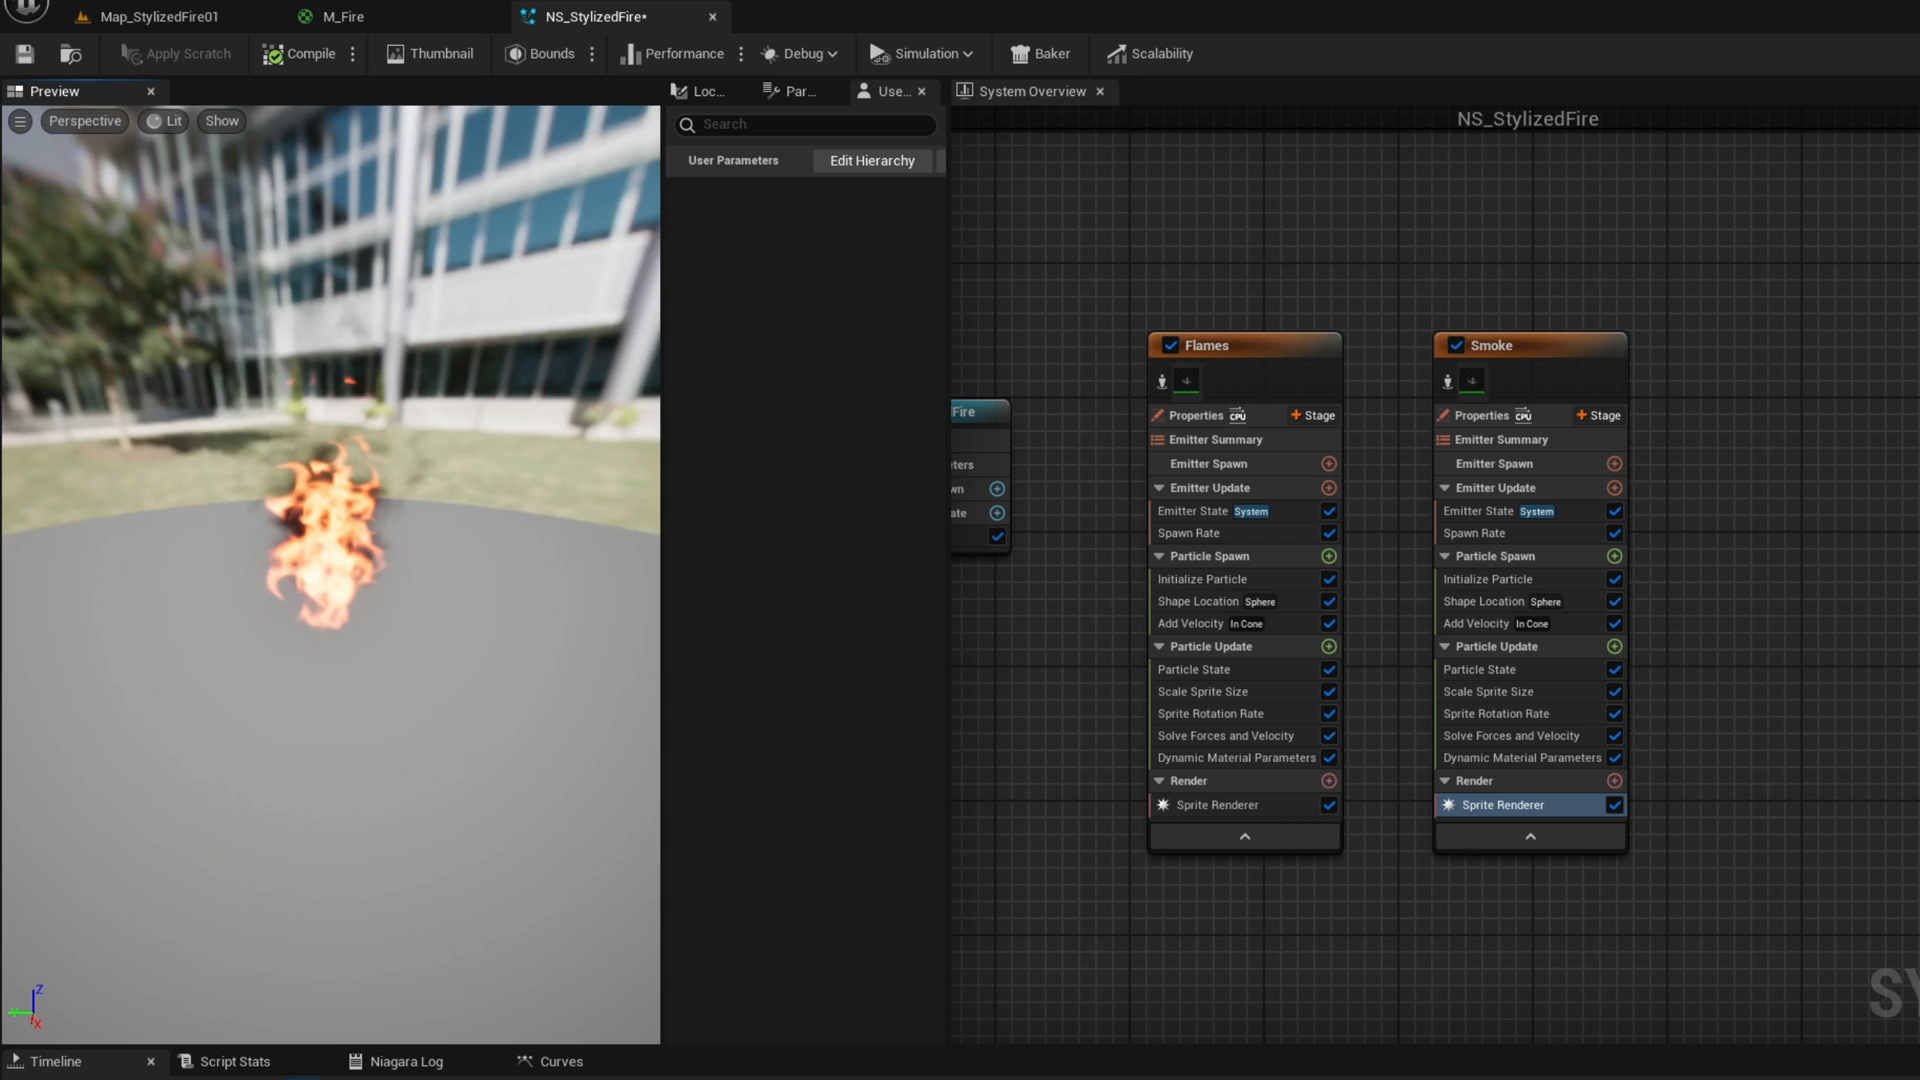 Map_StylizedFire01
M_Fire
NS_StylizedFire*
Apply Scratch
Compile
Thumbnail
Bounds
Performance
Debug
Simulation
Baker
Scalability
Preview
Loc...
Par...
Use...
System Overview
Perspective
Lit
Show
Search
User Parameters
Edit Hierarchy
NS_StylizedFire
Fire
ters
wn
ate
Flames
Properties CPU + Stage
Emitter Summary
Emitter Spawn
Emitter Update
Emitter State System
Spawn Rate
Particle Spawn
Initialize Particle
Shape Location Sphere
Add Velocity In Cone
Particle Update
Particle State
Scale Sprite Size
Sprite Rotation Rate
Solve Forces and Velocity
Dynamic Material Parameters
Render
Sprite Renderer
Smoke
Properties CPU + Stage
Emitter Summary
Emitter Spawn
Emitter Update
Emitter State System
Spawn Rate
Particle Spawn
Initialize Particle
Shape Location Sphere
Add Velocity In Cone
Particle Update
Particle State
Scale Sprite Size
Sprite Rotation Rate
Solve Forces and Velocity
Dynamic Material Parameters
Render
Sprite Renderer
SY
Z
X
Timeline
Script Stats
Niagara Log
Curves